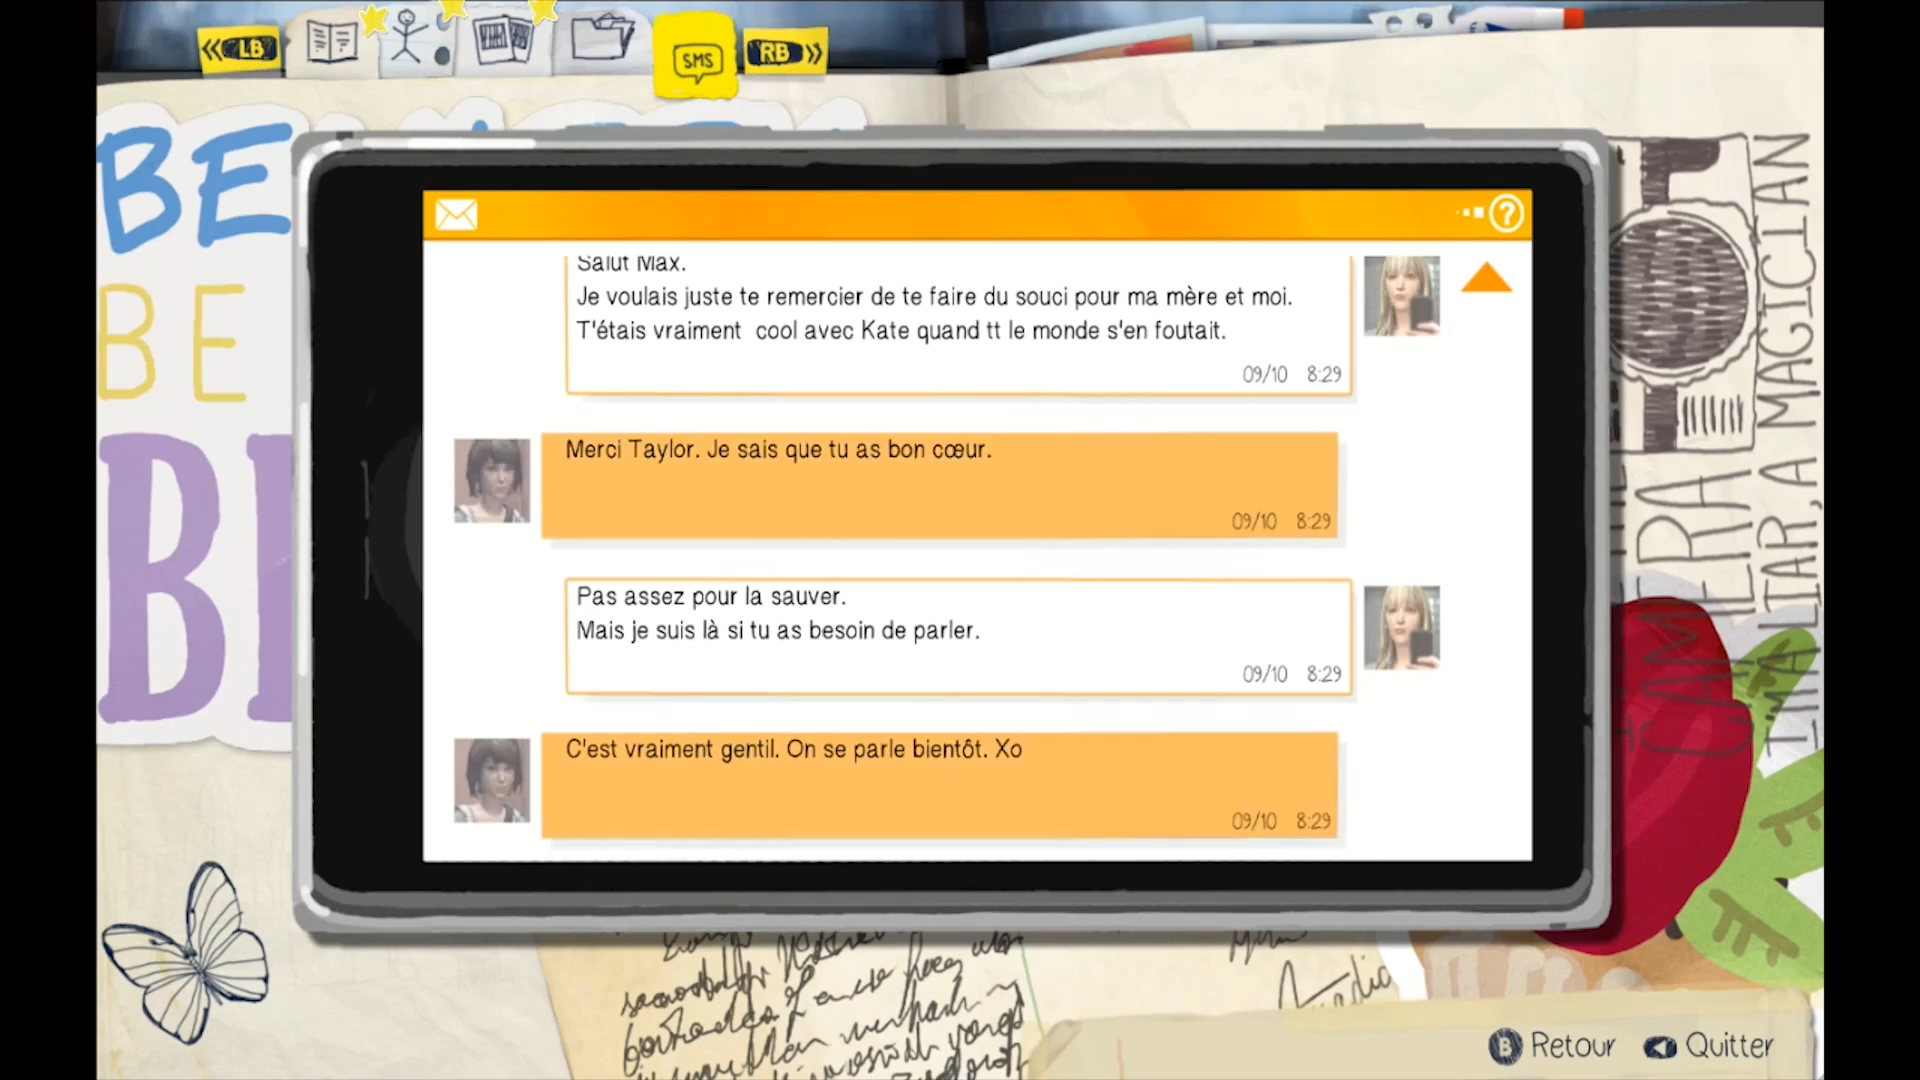 LB
SMS
RB
BE
BE
Salut Max.
Je voulais juste te remercier de te faire du souci pour ma mère et moi.
T'étais vraiment  cool avec Kate quand tt le monde s'en foutait.
09/10 8:29
Merci Taylor. Je sais que tu as bon cœur.
09/10 8:29
Pas assez pour la sauver.
Mais je suis là si tu as besoin de parler.
09/10 8:29
C'est vraiment gentil. On se parle bientôt. Xo
09/10 8:29
CAMERA
LIAR, A MAGICIAN
B Retour
Quitter